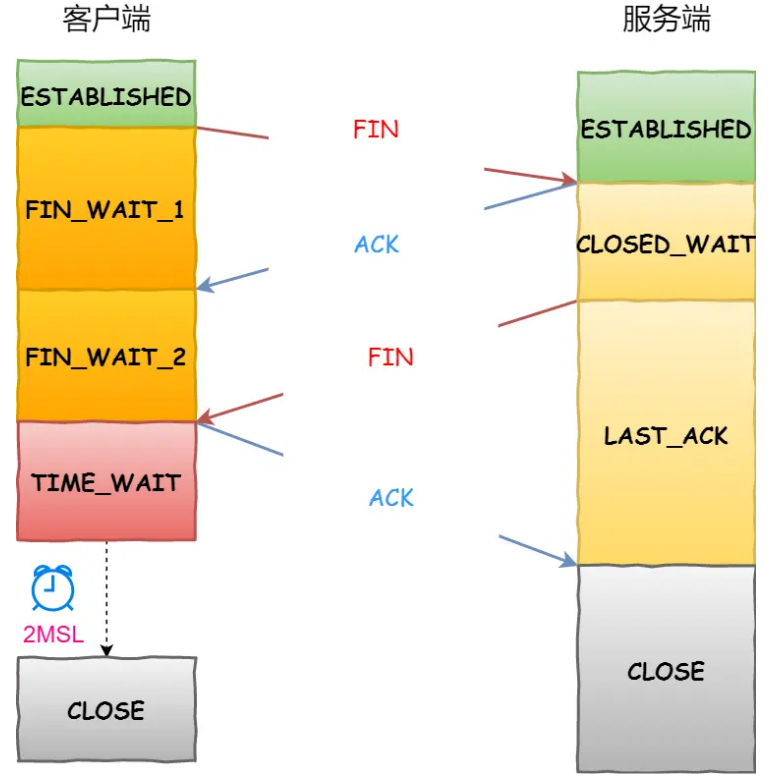 客户端
服务端
ESTABLISHED
FIN
ESTABLISHED
FIN_WAIT_1
ACK
CLOSED_WAIT
FIN_WAIT_2
FIN
LAST_ACK
TIME_WAIT
ACK
2MSL
CLOSE
CLOSE